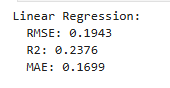 Linear Regression:
RMSE: 0.1943
R2: 0.2376
MAE: 0.1699